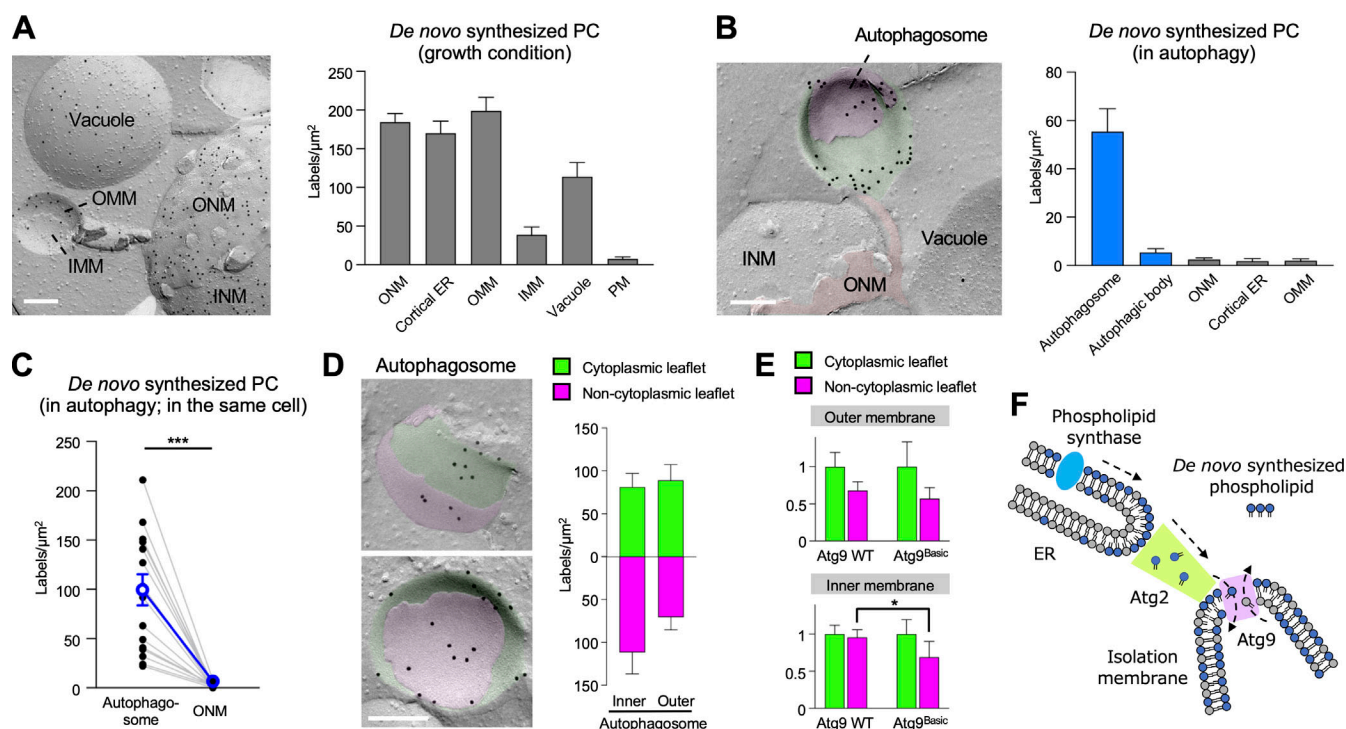 A
De novo synthesized PC
(growth condition)
Vacuole
OMM
ONM
IMM
INM
Labels/µm²
250
200
150
100
50
0
ONM
Cortical ER
OMM
IMM
Vacuole
PM
B
Autophagosome
De novo synthesized PC
(in autophagy)
INM
ONM
Vacuole
Labels/µm²
80
60
40
20
0
Autophagosome
Autophagic body
ONM
Cortical ER
OMM
C
De novo synthesized PC
(in autophagy; in the same cell)
***
Labels/µm²
250
200
150
100
50
0
Autophago-
some
ONM
D
Autophagosome
Cytoplasmic leaflet
Non-cytoplasmic leaflet
Labels/µm²
150
100
50
0
50
100
150
Inner
Outer
Autophagosome
E
Cytoplasmic leaflet
Non-cytoplasmic leaflet
Outer membrane
1
0.5
0
Atg9 WT
Atg9Basic
Inner membrane
*
1
0.5
0
Atg9 WT
Atg9Basic
F
Phospholipid
synthase
De novo synthesized
phospholipid
ER
Atg2
Atg9
Isolation
membrane